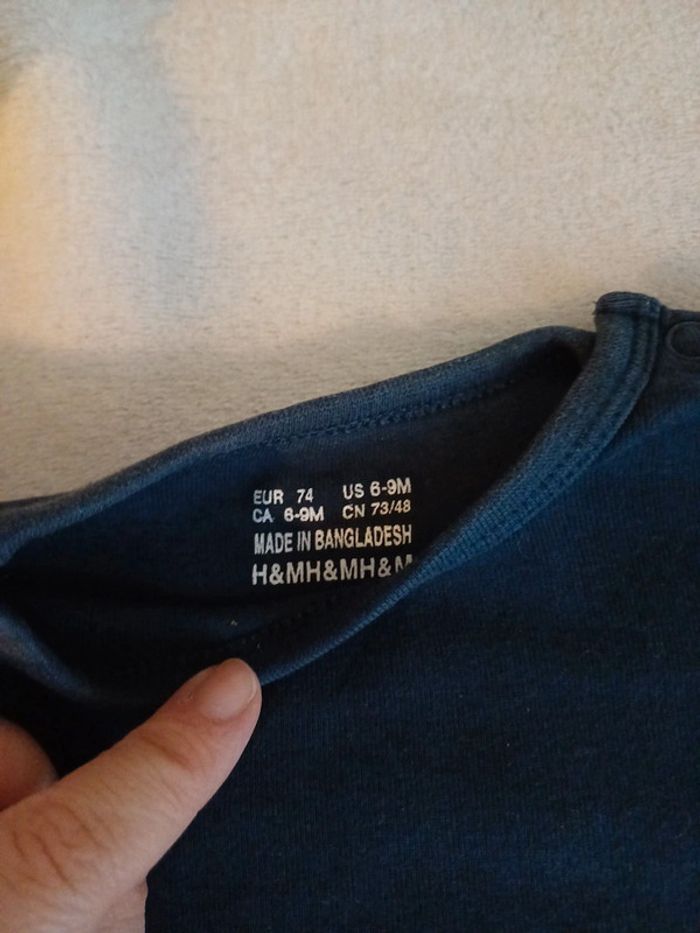 EUR 74 US 6-9M
CA 6-9M CN 73/48
MADE IN BANGLADESH
H&MH&MH&M